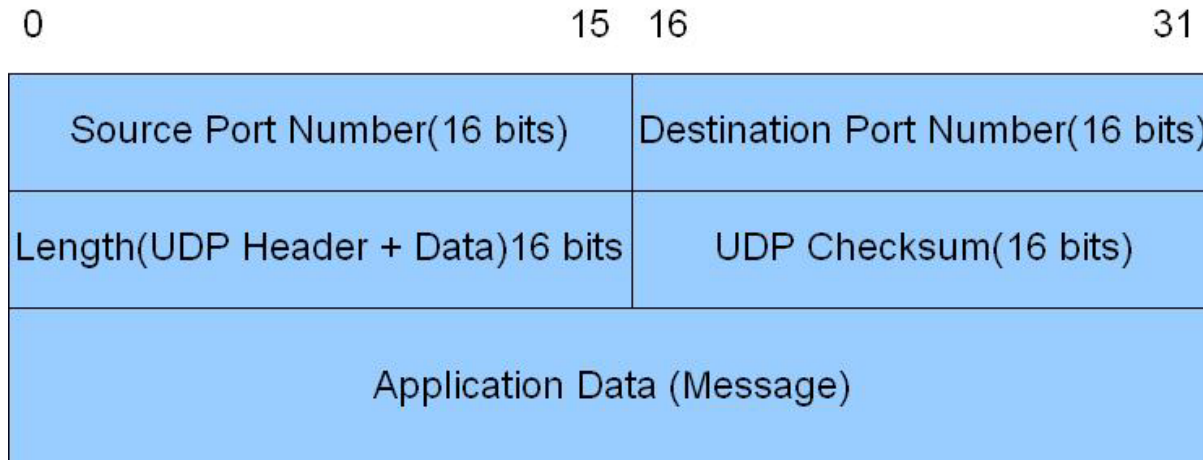 0 15 16 31
Source Port Number(16 bits) Destination Port Number(16 bits)
Length(UDP Header + Data)16 bits UDP Checksum(16 bits)
Application Data (Message)